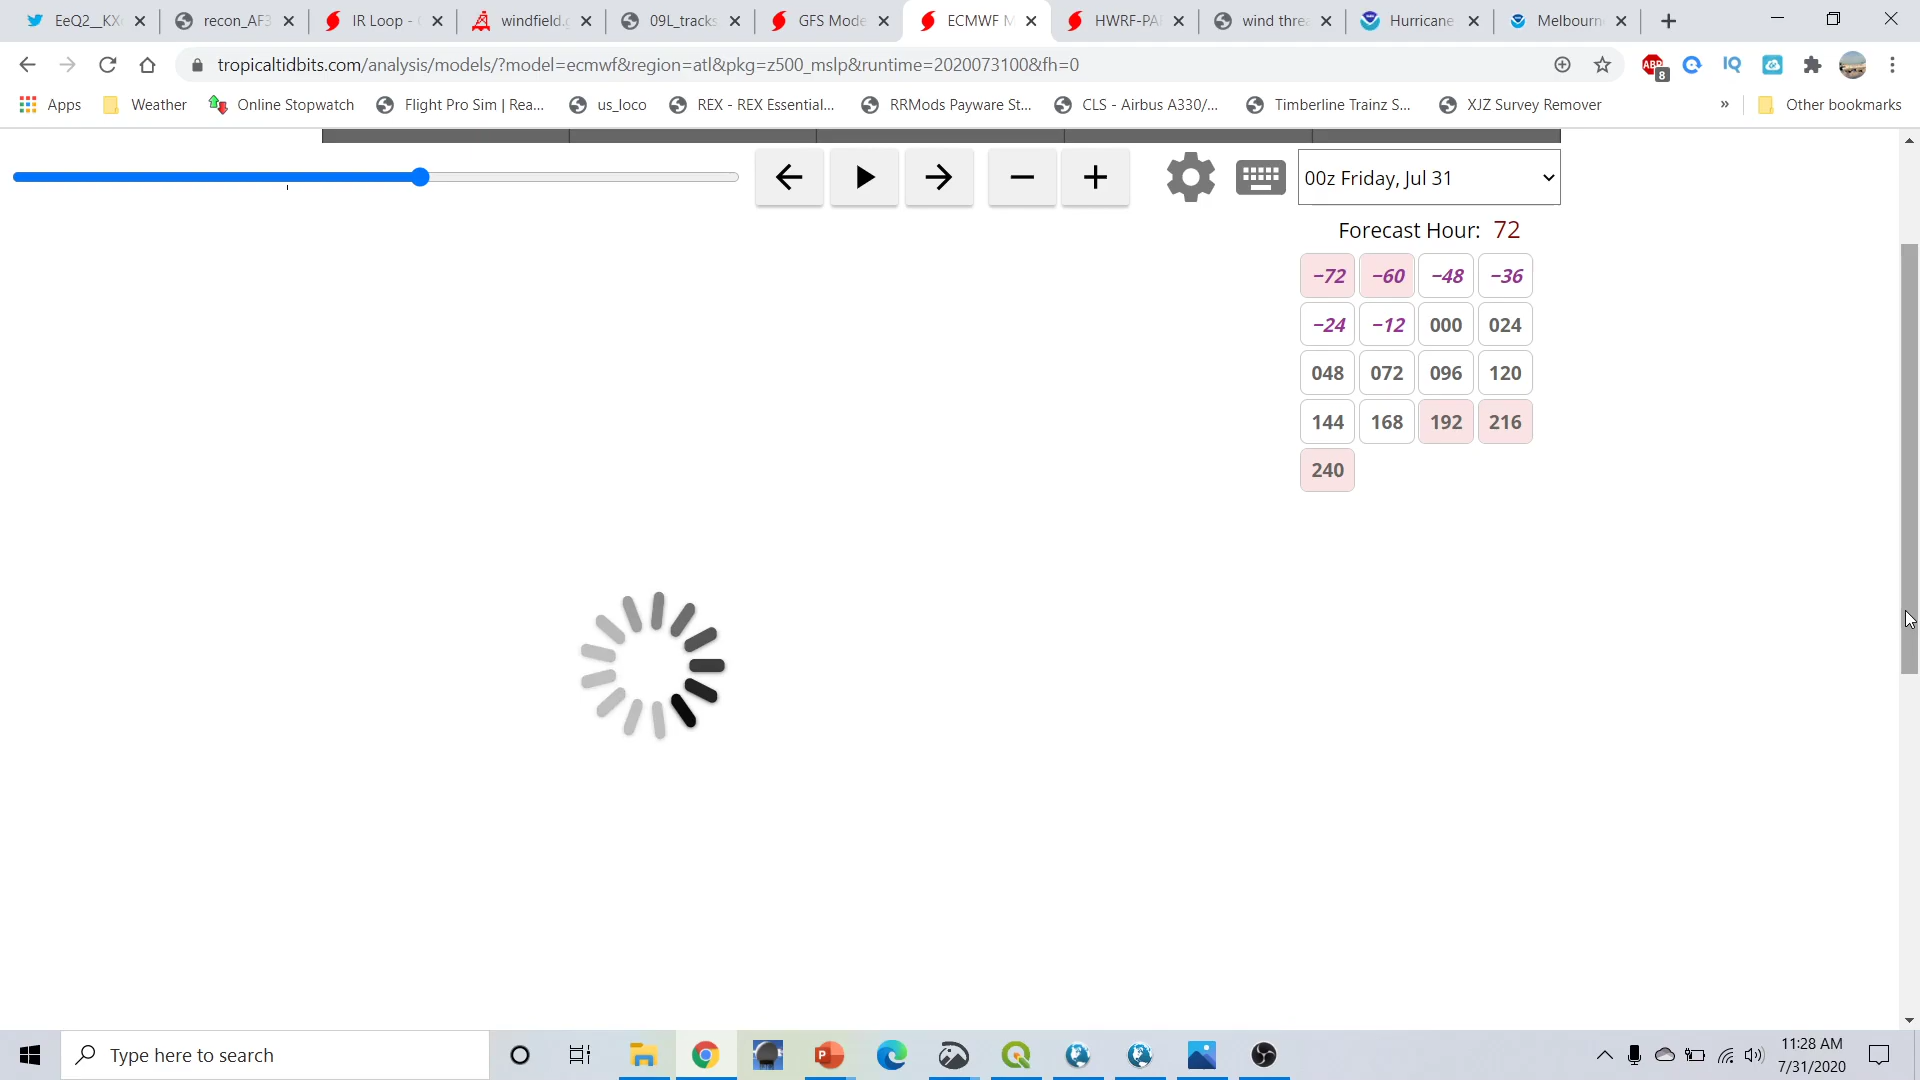 EeQ2__KX
recon_AF3
IR Loop -
windfield.
09L_tracks
GFS Mode
ECMWF M
HWRF-PA
wind thre
Hurricane
Melbourn
tropicaltidbits.com/analysis/models/?model=ecmwf&region=atl&pkg=z500_mslp&runtime=2020073100&fh=0
ABP 8
IQ
Apps
Weather
Online Stopwatch
Flight Pro Sim | Rea...
us_loco
REX - REX Essential...
RRMods Payware St...
CLS - Airbus A330/...
Timberline Trainz S...
XJZ Survey Remover
»
Other bookmarks
00z Friday, Jul 31
Forecast Hour: 72
−72 −60 −48 −36
−24 −12 000 024
048 072 096 120
144 168 192 216
240
Type here to search
11:28 AM
7/31/2020